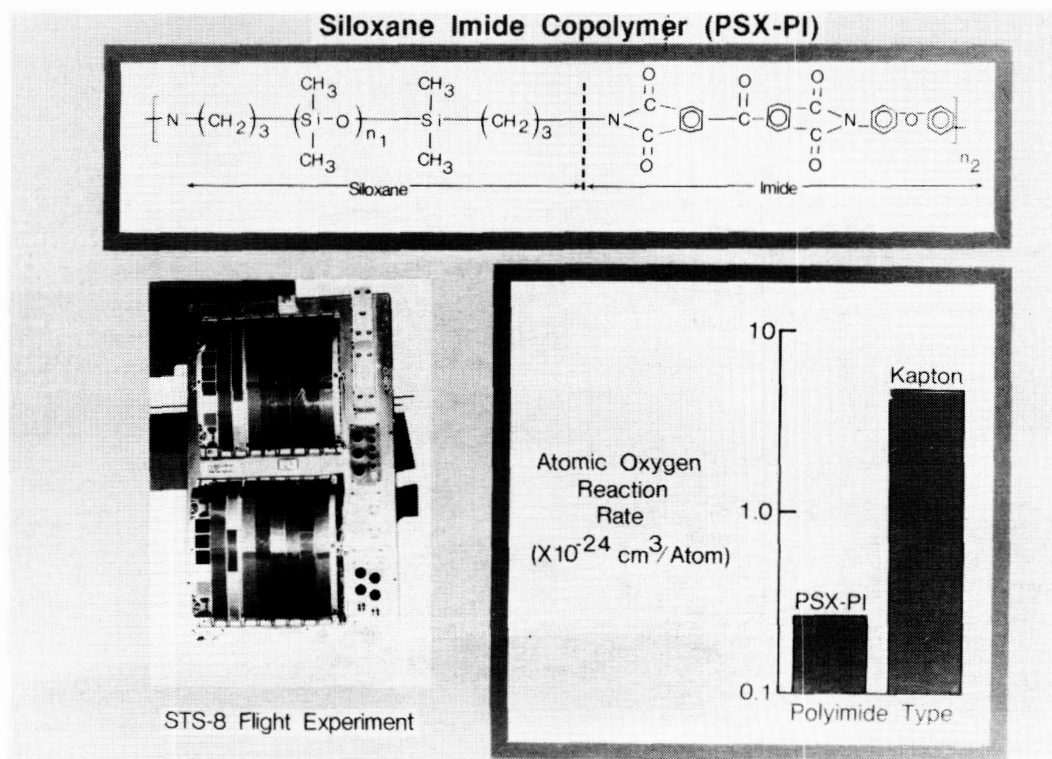 Siloxane Imide Copolymer (PSX-PI)
CH3 CH3 O O O
N (CH2)3 (Si O)n1 Si (CH2)3 N C N O n2
CH3 CH3 O O
Siloxane Imide
STS-8 Flight Experiment
Atomic Oxygen
Reaction
Rate
(X10-24 cm3/Atom)
10
1.0
0.1
Kapton
PSX-PI
Polyimide Type